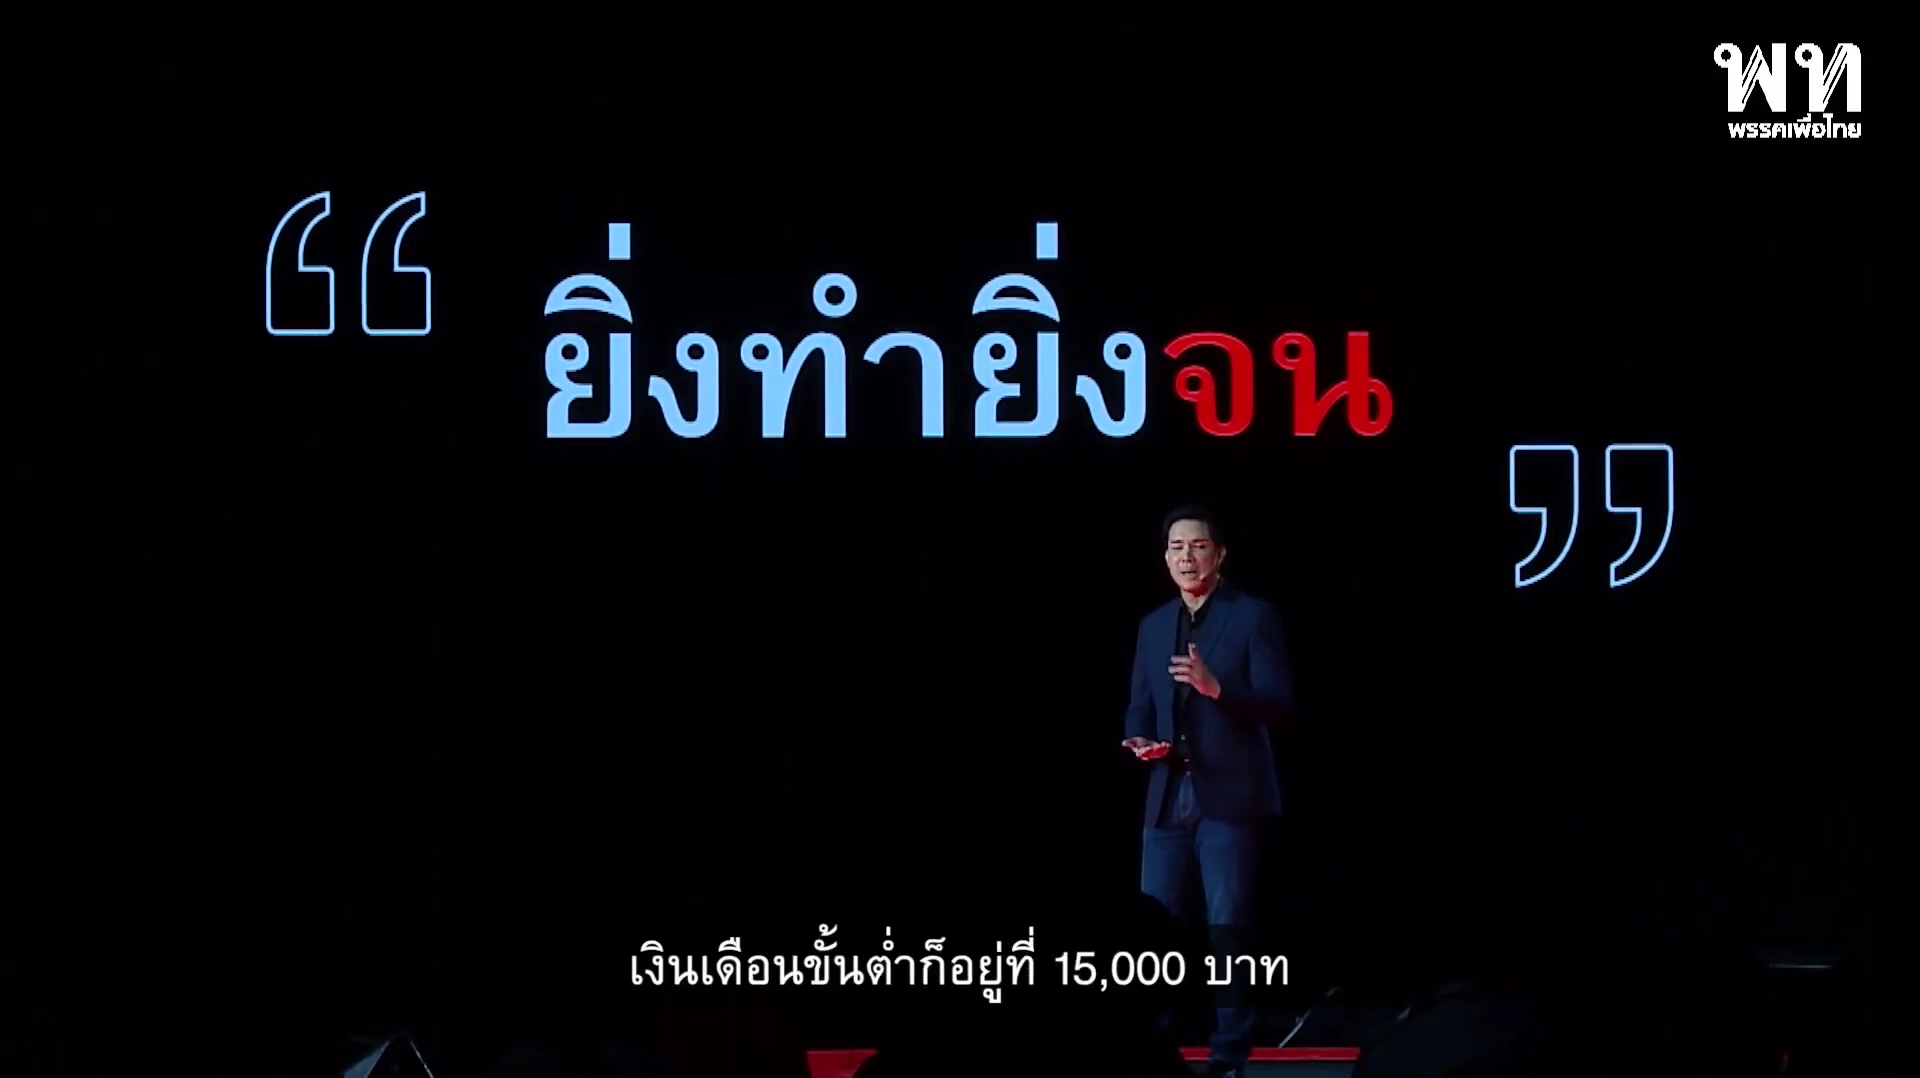 พท
พรรคเพื่อไทย
“ ยิ่งทำยิ่งจน ”
เงินเดือนขั้นต่ำก็อยู่ที่ 15,000 บาท